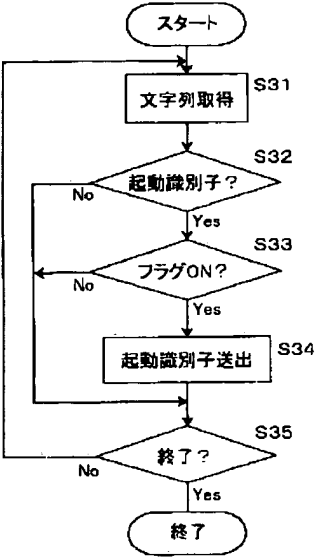 スタート
S31
文字列取得
S32
起動識別子?
No
Yes
S33
フラグON?
No
Yes
S34
起動識別子送出
S35
終了?
No
Yes
終了